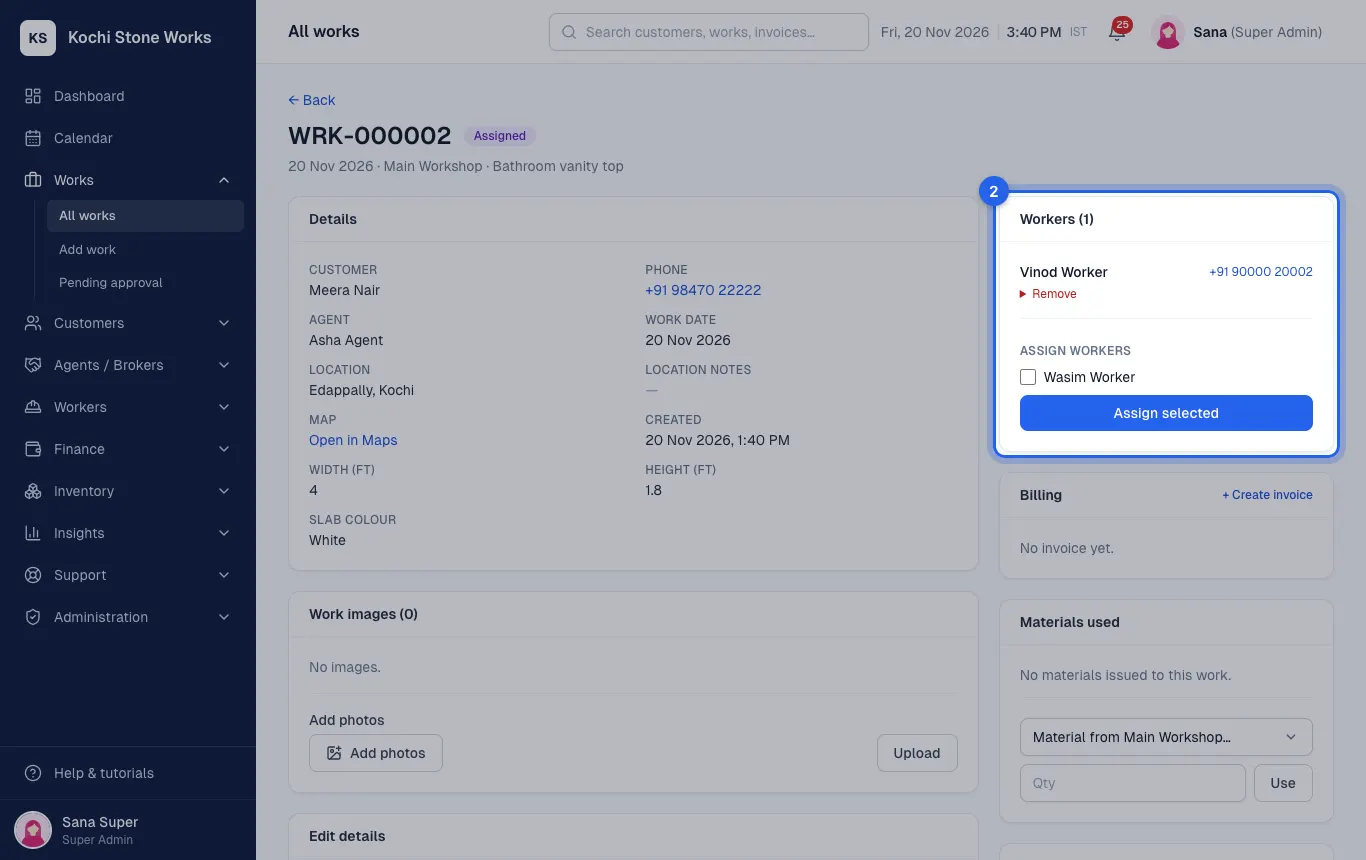 KS
Kochi Stone Works
All works
Search customers, works, invoices...
Fri, 20 Nov 2026
3:40 PM IST
25
Sana (Super Admin)
Dashboard
Calendar
Works
All works
Add work
Pending approval
Customers
Agents / Brokers
Workers
Finance
Inventory
Insights
Support
Administration
Help & tutorials
Sana Super
Super Admin
← Back
WRK-000002
Assigned
20 Nov 2026 · Main Workshop · Bathroom vanity top
Details
CUSTOMER
Meera Nair
PHONE
+91 98470 22222
AGENT
Asha Agent
WORK DATE
20 Nov 2026
LOCATION
Edappally, Kochi
LOCATION NOTES
—
MAP
Open in Maps
CREATED
20 Nov 2026, 1:40 PM
WIDTH (FT)
4
HEIGHT (FT)
1.8
SLAB COLOUR
White
Work images (0)
No images.
Add photos
Add photos
Upload
Edit details
2
Workers (1)
Vinod Worker
+91 90000 20002
Remove
ASSIGN WORKERS
Wasim Worker
Assign selected
Billing
+ Create invoice
No invoice yet.
Materials used
No materials issued to this work.
Material from Main Workshop...
Qty
Use